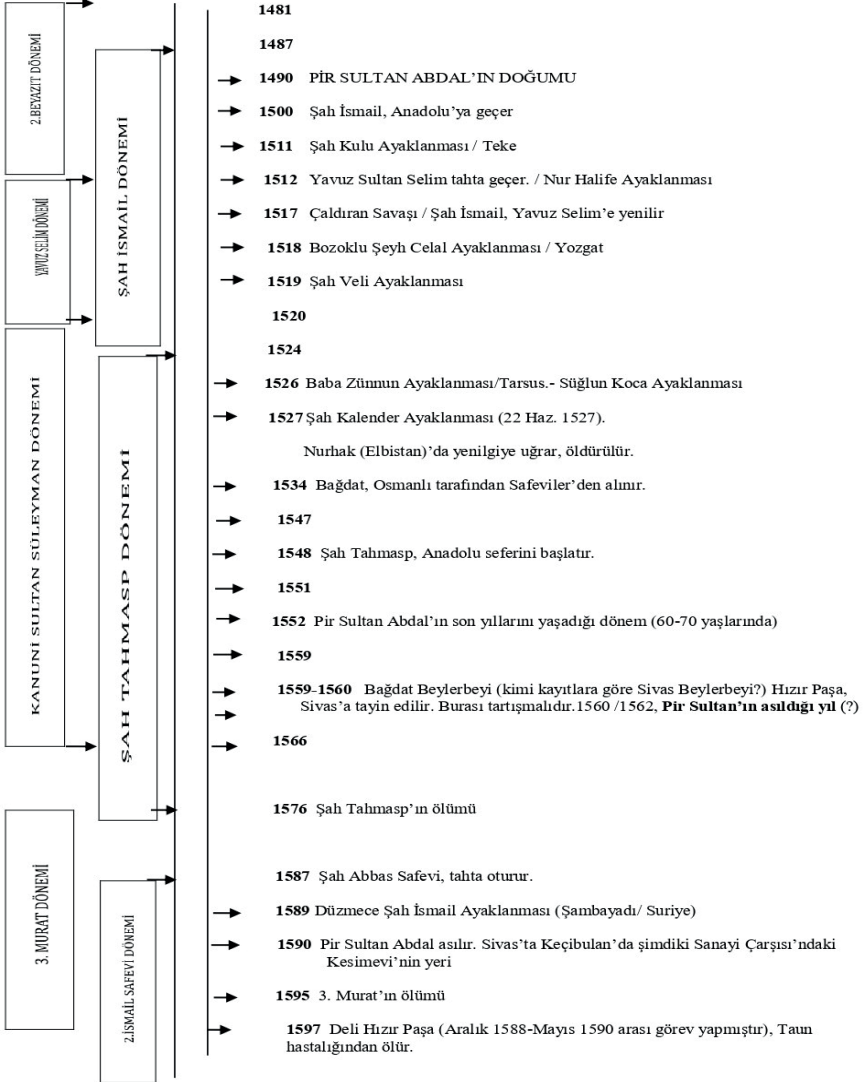 2.BEYAZIT DÖNEMİ
YAVUZ SELİM DÖNEMİ
KANUNİ SULTAN SÜLEYMAN DÖNEMİ
3. MURAT DÖNEMİ
ŞAH İSMAİL DÖNEMİ
ŞAH TAHMASP DÖNEMİ
2.İSMAİL SAFEVİ DÖNEMİ
1481
1487
1490 PİR SULTAN ABDAL’IN DOĞUMU
1500 Şah İsmail, Anadolu’ya geçer
1511 Şah Kulu Ayaklanması / Teke
1512 Yavuz Sultan Selim tahta geçer. / Nur Halife Ayaklanması
1517 Çaldıran Savaşı / Şah İsmail, Yavuz Selim’e yenilir
1518 Bozoklu Şeyh Celal Ayaklanması / Yozgat
1519 Şah Veli Ayaklanması
1520
1524
1526 Baba Zünnun Ayaklanması/Tarsus.- Süğlun Koca Ayaklanması
1527 Şah Kalender Ayaklanması (22 Haz. 1527).
Nurhak (Elbistan)’da yenilgiye uğrar, öldürülür.
1534 Bağdat, Osmanlı tarafından Safeviler’den alınır.
1547
1548 Şah Tahmasp, Anadolu seferini başlatır.
1551
1552 Pir Sultan Abdal’ın son yıllarını yaşadığı dönem (60-70 yaşlarında)
1559
1559-1560 Bağdat Beylerbeyi (kimi kayıtlara göre Sivas Beylerbeyi?) Hızır Paşa,
Sivas’a tayin edilir. Burası tartışmalıdır.1560 /1562, Pir Sultan’ın asıldığı yıl (?)
1566
1576 Şah Tahmasp’ın ölümü
1587 Şah Abbas Safevi, tahta oturur.
1589 Düzmece Şah İsmail Ayaklanması (Şambayadı/ Suriye)
1590 Pir Sultan Abdal asılır. Sivas’ta Keçibulan’da şimdiki Sanayi Çarşısı’ndaki
Kesimevi’nin yeri
1595 3. Murat’ın ölümü
1597 Deli Hızır Paşa (Aralık 1588-Mayıs 1590 arası görev yapmıştır), Taun
hastalığından ölür.